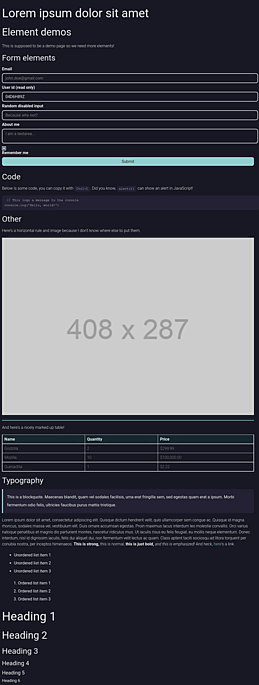 Lorem ipsum dolor sit amet
Element demos
This is supposed to be a demo page so we need more elements!
Form elements
Email
john.doe@gmail.com
User id (read only)
Random disabled input
Because why not?
About me
I am a textarea...
Remember me
Submit
Code
Below is some code, you can copy it with Did you know, can show an alert in JavaScript!
// This logs a message to the console
console.log("Hello, world!");
Other
Here's a horizontal rule and image because I don't know where else to put them.
408 x 287
And here's a nicely marked up table!
Name Quantity Price
Godzilla 2 $299.99
Mozilla 10 $100,000.00
Quesadilla 1 $2.22
Typography
This is a blockquote. Maecenas blandit, quam vel sodales facilisis, urna erat fringilla sem, sed egestas quam erat a ipsum. Morbi
fermentum odio felis, ultricies faucibus purus mattis tristique.
Lorem ipsum dolor sit amet, consectetur adipiscing elit. Quisque dictum hendrerit velit, quis ullamcorper sem congue ac. Quisque id magna
rhoncus, sodales massa vel, vestibulum elit. Duis ornare accumsan egestas. Proin maximus lacus interdum leo molestie convallis. Orci varius
natoque penatibus et magnis dis parturient montes, nascetur ridiculus mus. Ut iaculis risus eu felis feugiat, eu mollis neque elementum. Donec
interdum, nisl id dignissim iaculis, felis dui aliquet dui, non fermentum velit lectus ac quam. Class aptent taciti sociosqu ad litora torquent per
conubia nostra, per inceptos himenaeos. This is strong, this is normal, this is just bold, and this is emphasized! And heck, here's a link.
Unordered list item 1
Unordered list item 2
Unordered list item 3
1. Ordered list item 1
2. Ordered list item 2
3. Ordered list item 3
Heading 1
Heading 2
Heading 3
Heading 4
Heading 5
Heading 6